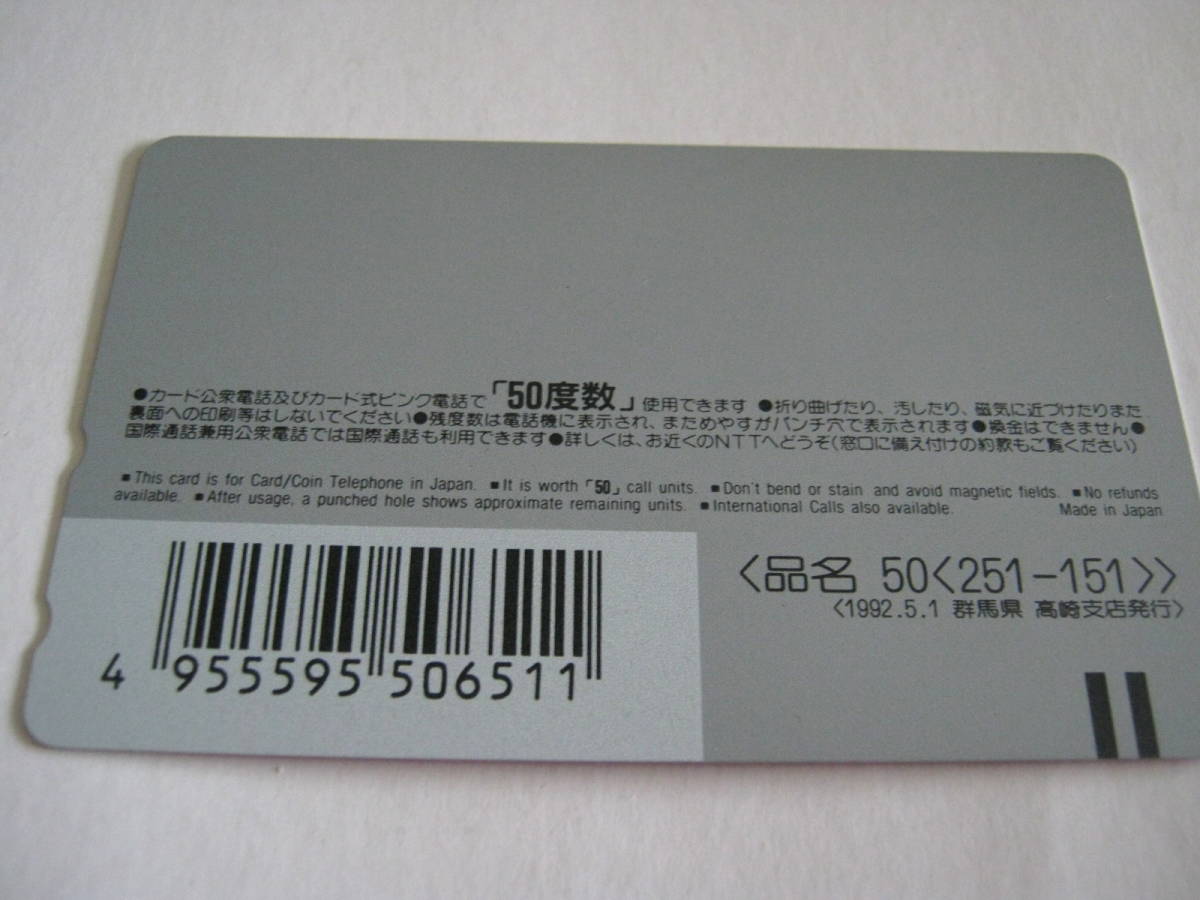 ●カード公衆電話及びカード式ピンク電話で「50度数」使用できます ●折り曲げたり、汚したり、磁気に近づけたりまた
裏面への印刷等はしないでください●残度数は電話機に表示され、まためやすがパンチ穴で表示されます●換金はできません●
国際通話兼用公衆電話では国際通話も利用できます●詳しくは、お近くのNTTへどうぞ(窓口に備え付けの約款もご覧ください)
■This card is for Card/Coin Telephone in Japan. ■It is worth「50」call units. ■Don't bend or stain and avoid magnetic fields. ■No refunds
available. ■After usage, a punched hole shows approximate remaining units. ■International Calls also available. Made in Japan
〈品名 50〈251-151〉〉
〈1992.5.1 群馬県 高崎支店発行〉
4 955595 506511